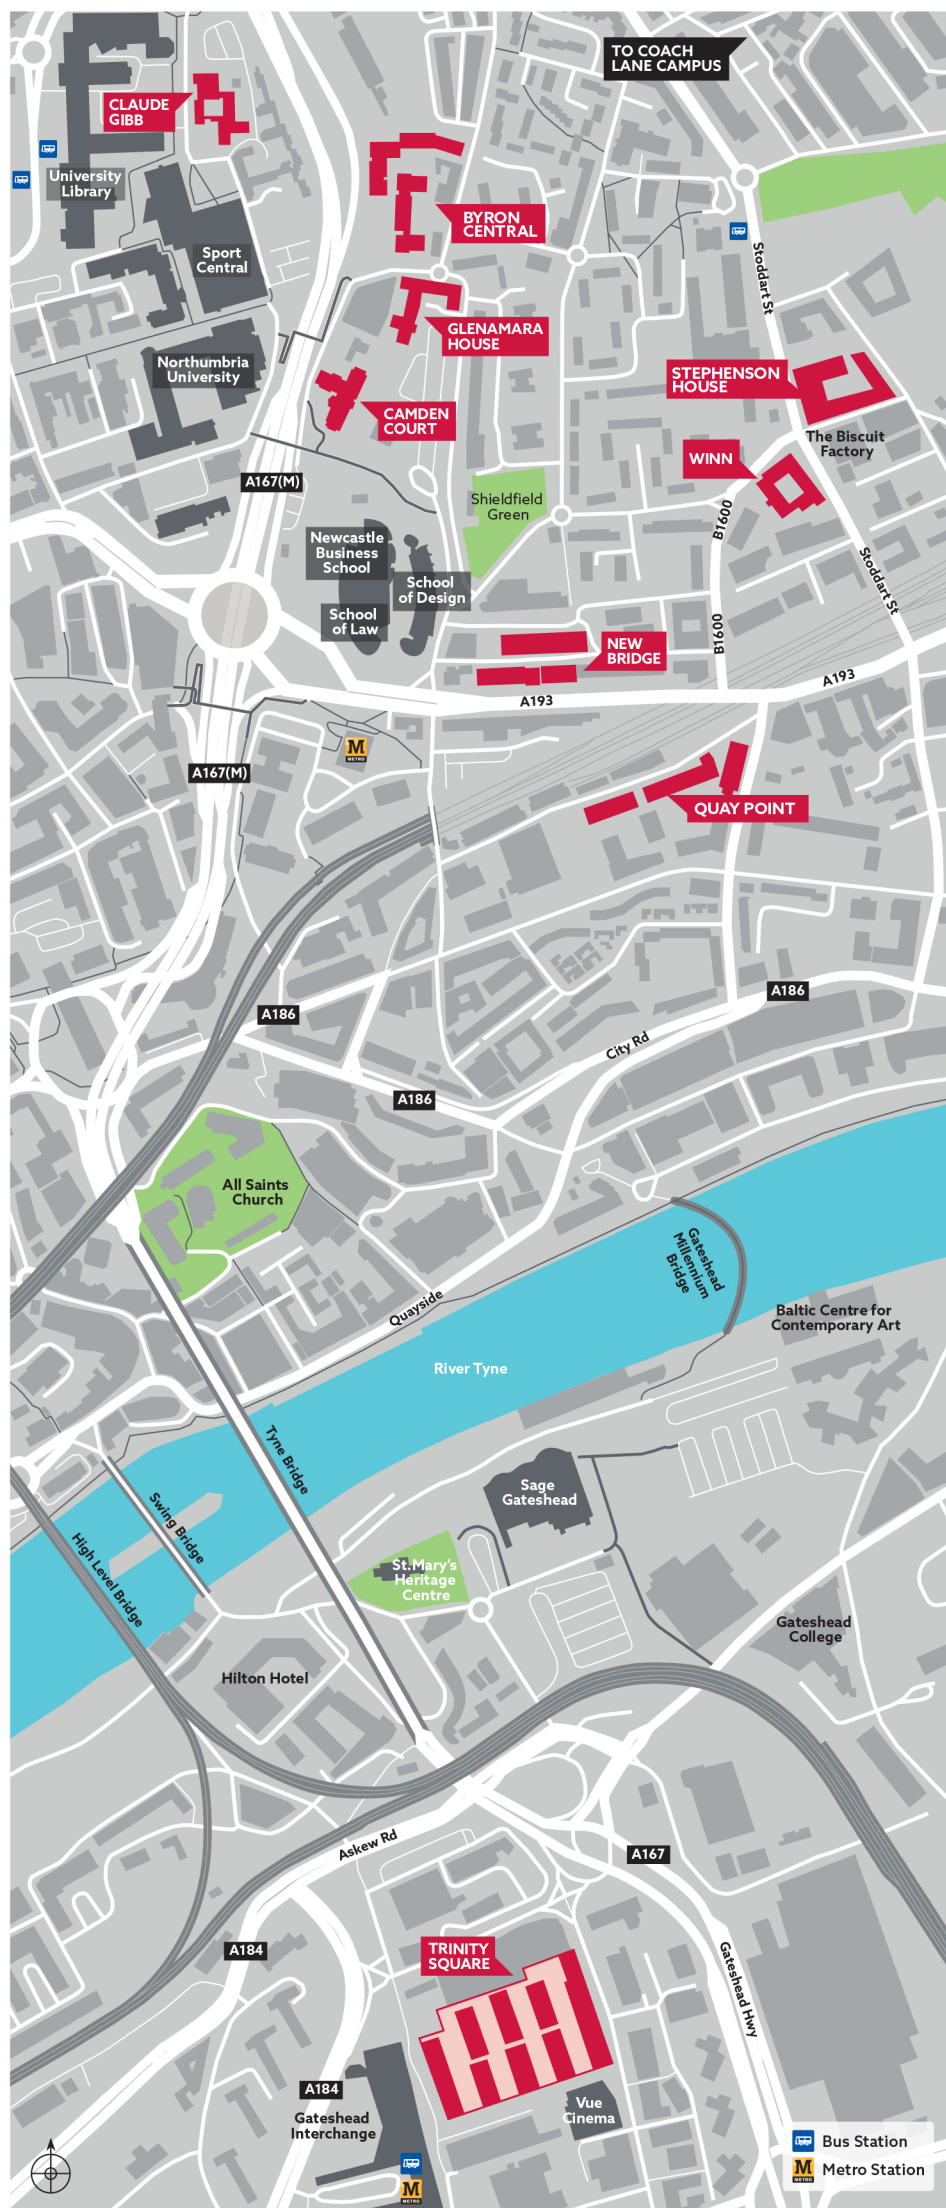 TO COACH
LANE CAMPUS
CLAUDE
GIBB
University
Library
BYRON
CENTRAL
Sport
Central
Stoddart St
GLENAMARA
HOUSE
Northumbria
University
STEPHENSON
HOUSE
CAMDEN
COURT
The Biscuit
Factory
WINN
A167(M)
Shieldfield
Green
B1600
Newcastle
Business
School
School
of Design
Stoddart St
School
of Law
B1600
NEW
BRIDGE
A193
A193
M
METRO
A167(M)
QUAY POINT
A186
A186
City Rd
A186
All Saints
Church
Gateshead
Millennium
Bridge
Quayside
Baltic Centre for
Contemporary Art
River Tyne
Tyne Bridge
Sage
Gateshead
Swing Bridge
High Level Bridge
St.Mary's
Heritage
Centre
Gateshead
College
Hilton Hotel
Askew Rd
A167
A184
TRINITY
SQUARE
Gateshead Hwy
A184
Gateshead
Interchange
Vue
Cinema
M
METRO
Bus Station
M
METRO
Metro Station